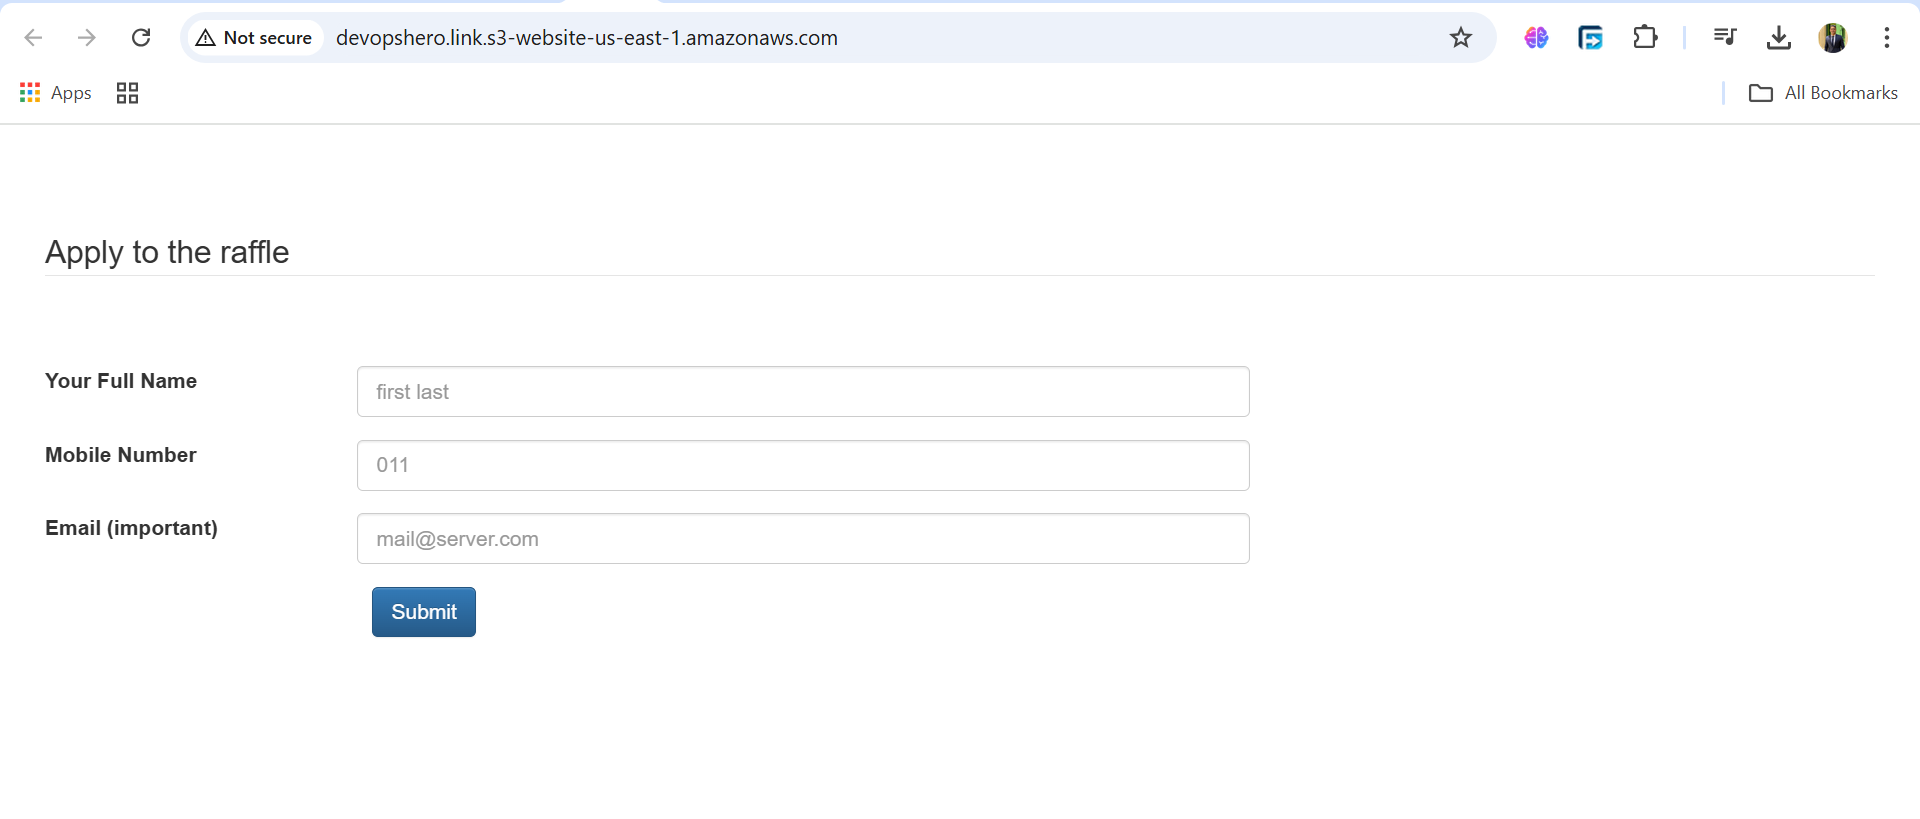 Not secure devopshero.link.s3-website-us-east-1.amazonaws.com
Apps All Bookmarks
Apply to the raffle
Your Full Name first last
Mobile Number 011
Email (important) mail@server.com
Submit